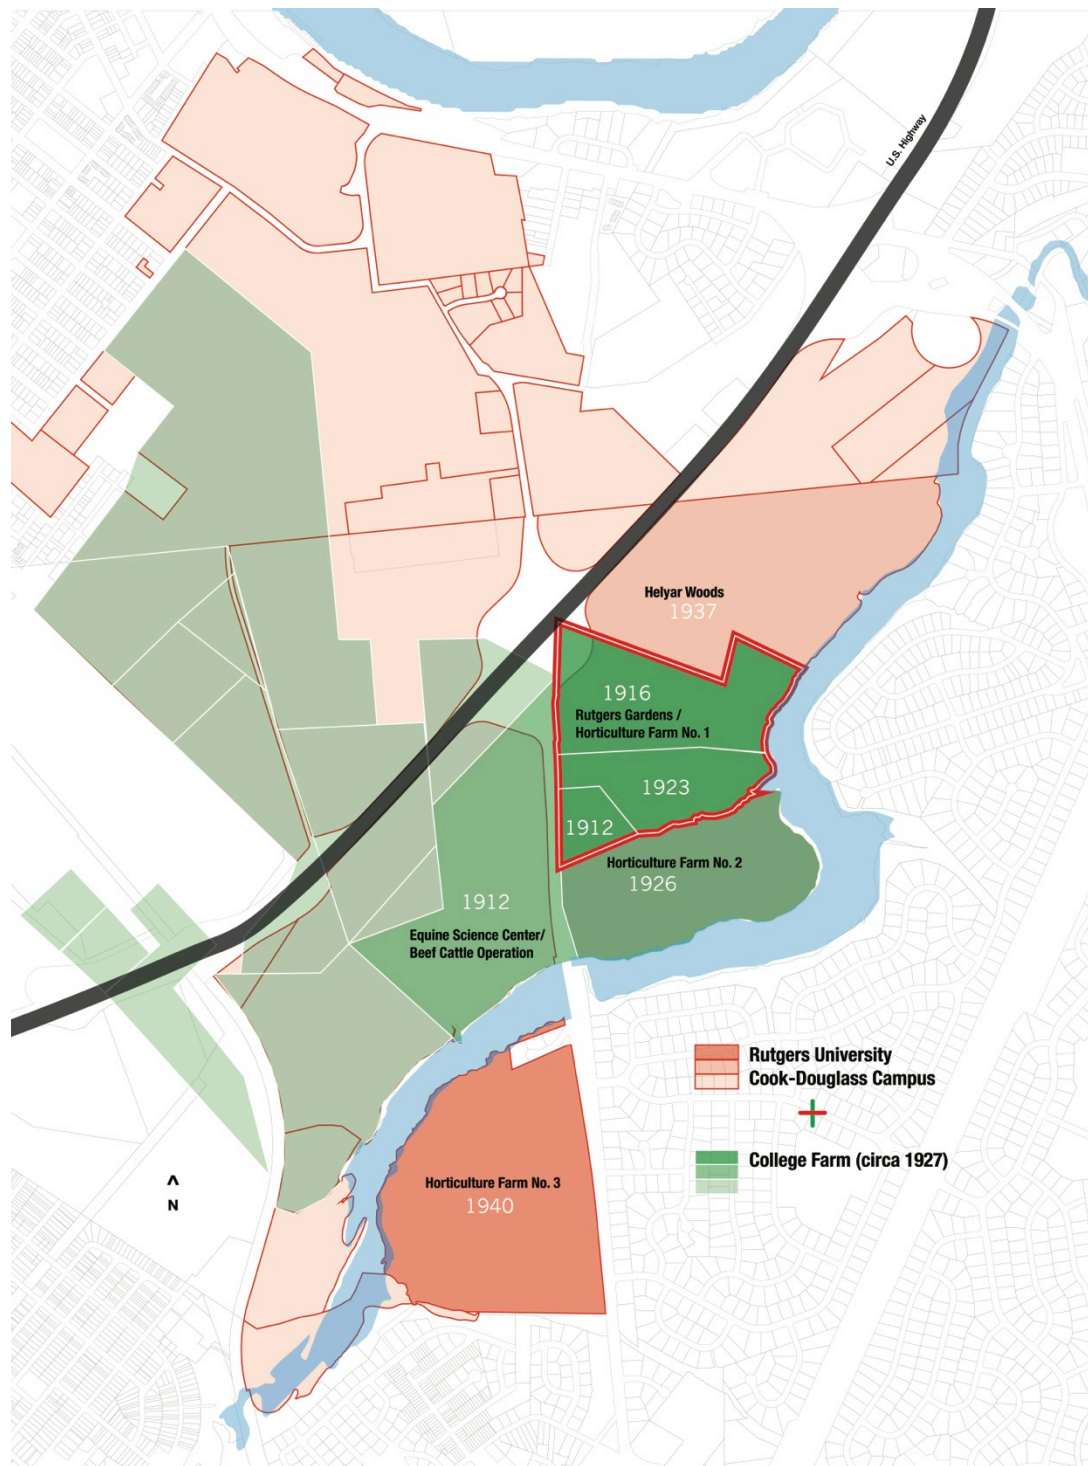 U.S. Highway
Helyar Woods
1937
1916
Rutgers Gardens /
Horticulture Farm No. 1
1923
1912
Horticulture Farm No. 2
1926
1912
Equine Science Center/
Beef Cattle Operation
Rutgers University
Cook-Douglass Campus
College Farm (circa 1927)
N
Horticulture Farm No. 3
1940